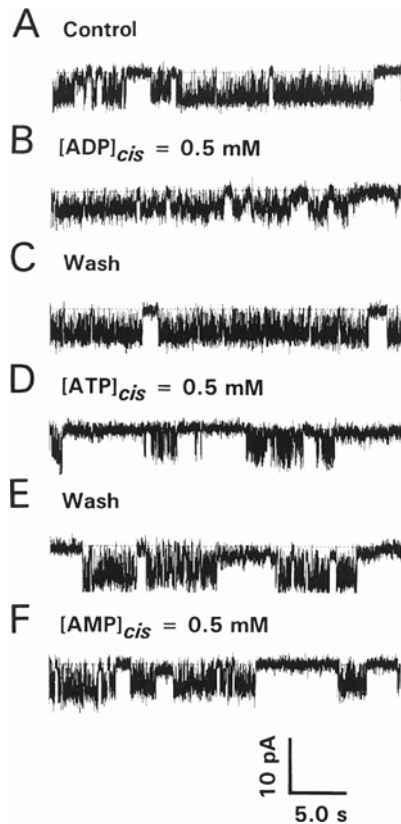 A Control
B [ADP]cis = 0.5 mM
C Wash
D [ATP]cis = 0.5 mM
E Wash
F [AMP]cis = 0.5 mM
10 pA
5.0 s